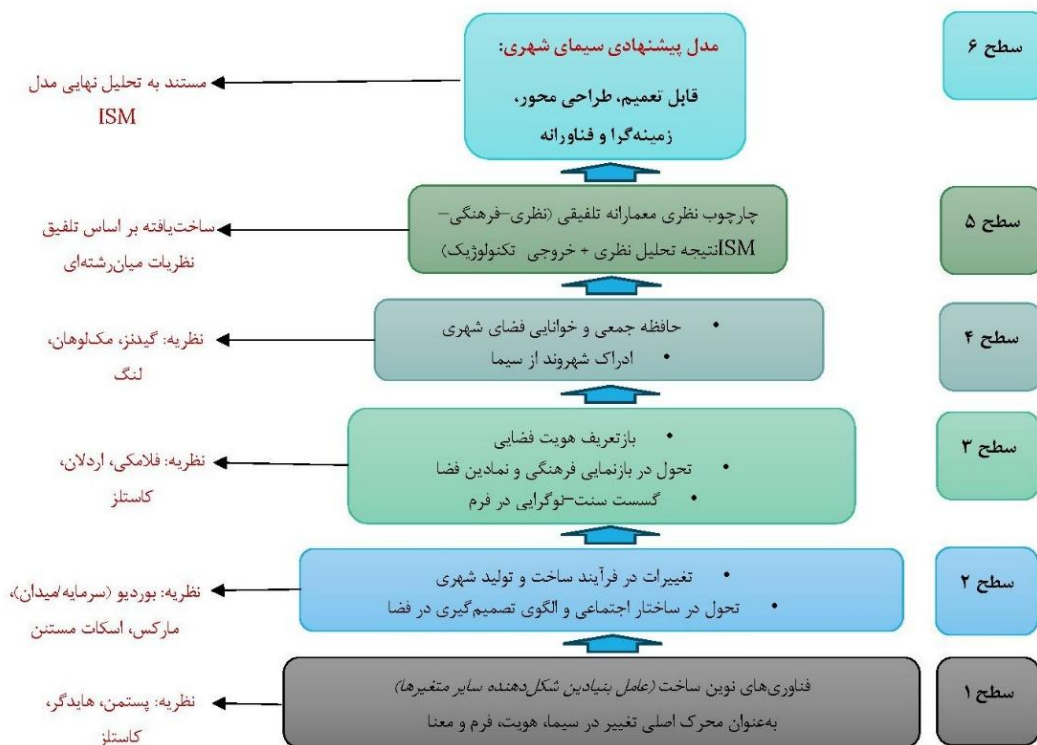 سطح ۶
مدل پیشنهادی سیمای شهری:
قابل تعمیم، طراحی محور،
زمینه‌گرا و فناورانه
مستند به تحلیل نهایی مدل
ISM
سطح ۵
چارچوب نظری معمارانه تلفیقی (نظری–فرهنگی–
ISMنتیجه تحلیل نظری + خروجی تکنولوژیک)
ساخت‌یافته بر اساس تلفیق
نظریات میان‌رشته‌ای
سطح ۴
• حافظه جمعی و خوانایی فضای شهری
• ادراک شهروند از سیما
نظریه: گیدنز، مک‌لوهان،
لنگ
سطح ۳
• بازتعریف هویت فضایی
• تحول در بازنمایی فرهنگی و نمادین فضا
• گسست سنت–نوگرایی در فرم
نظریه: فلامکی، اردلان،
کاستلز
سطح ۲
• تغییرات در فرآیند ساخت و تولید شهری
• تحول در ساختار اجتماعی و الگوی تصمیم‌گیری در فضا
نظریه: بوردیو (سرمایه/میدان)،
مارکس، اسکات مستنن
سطح ۱
فناوری‌های نوین ساخت (عامل بنیادین شکل‌دهنده سایر متغیرها)
به‌عنوان محرک اصلی تغییر در سیما، هویت، فرم و معنا
نظریه: پستمن، هایدگر،
کاستلز